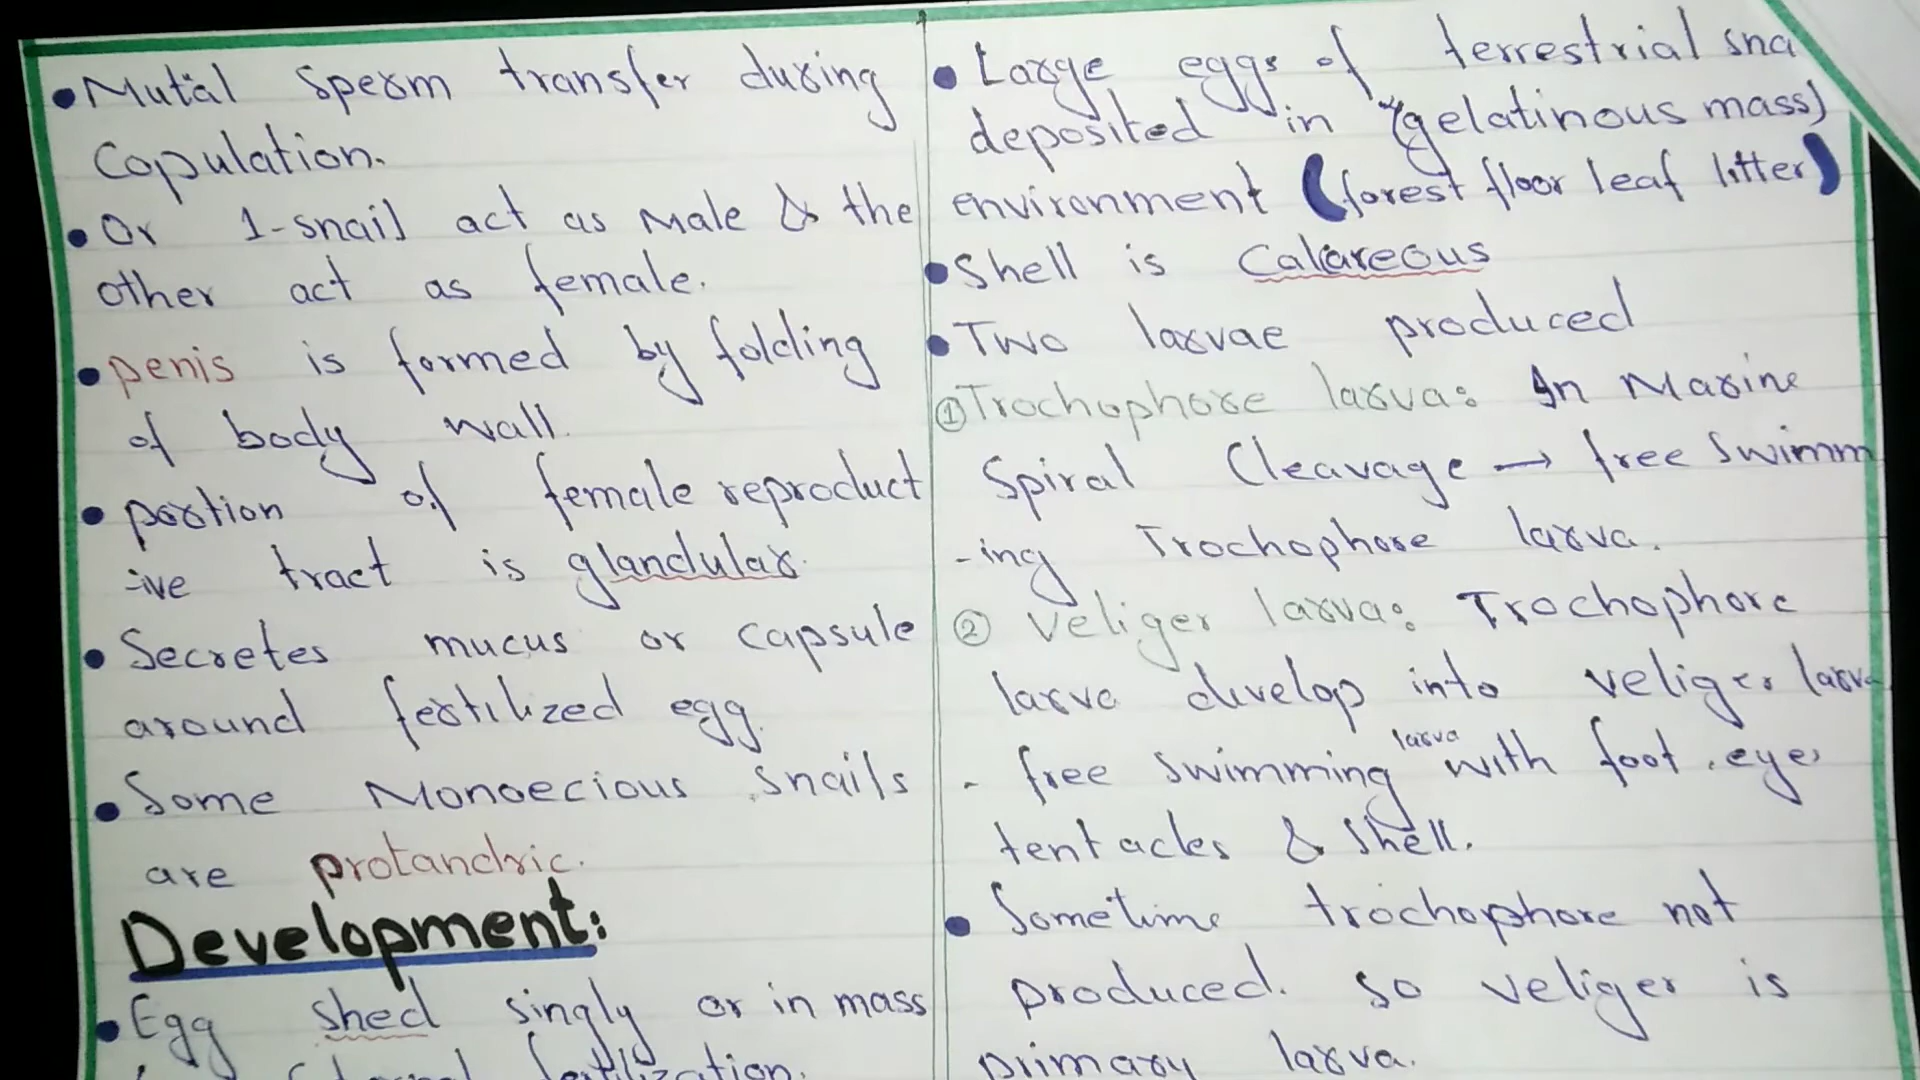 • Mutal Sperm transfer during
Copulation.
• Or 1-snail act as Male & the
other act as female.
• penis is formed by folding
of body wall.
• portion of female reproduct
-ive tract is glandular.
• Secretes mucus or capsule
around fertilized egg.
• Some Monoecious snails
are protandric.
Development:
• Egg shed singly or in mass
fertilization.
• Large eggs of terrestrial sna
deposited in (gelatinous mass)
environment (forest floor leaf litter)
• Shell is Calcareous
• Two larvae produced
① Trochophore larva: In Marine
Spiral Cleavage → free Swimm
-ing Trochophore larva.
② Veliger larva: Trochophore
larve develop into veliger larva
- free swimming larva with foot, eye,
tentacles & shell.
• Sometime trochophore not
produced. so veliger is
primary larva.